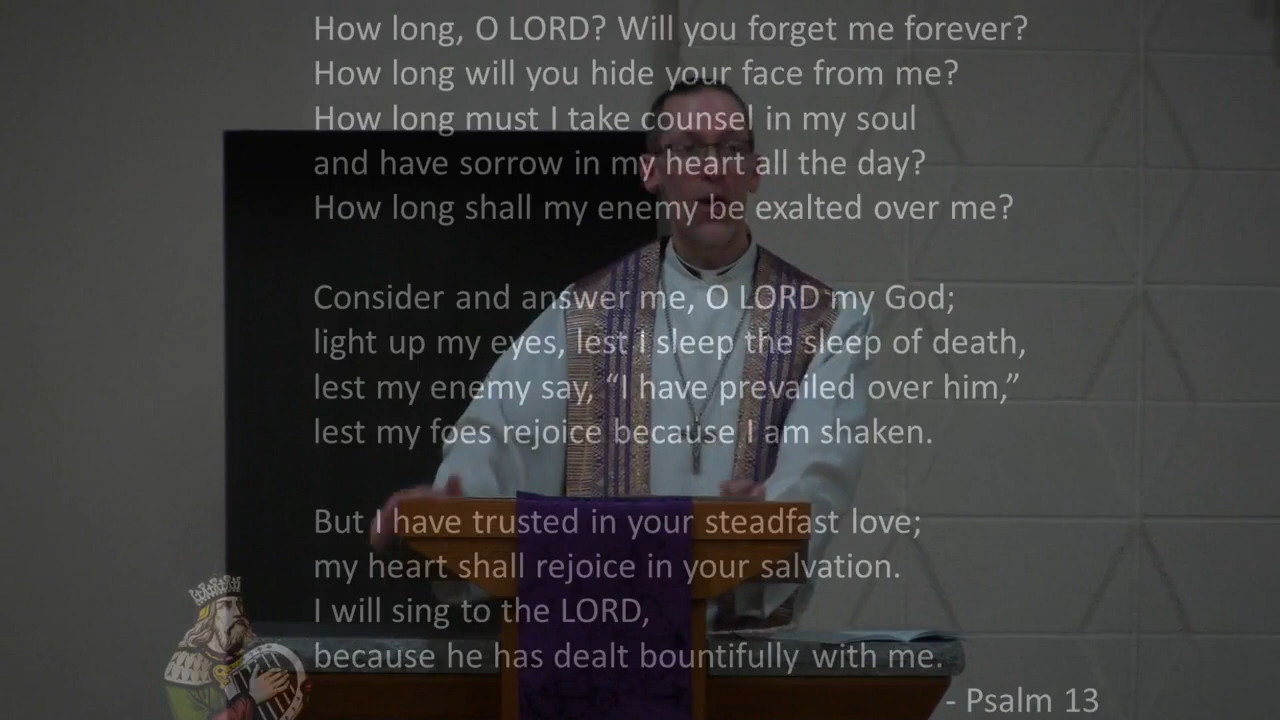 How long, O LORD? Will you forget me forever?
How long will you hide your face from me?
How long must I take counsel in my soul
and have sorrow in my heart all the day?
How long shall my enemy be exalted over me?
Consider and answer me, O LORD my God;
light up my eyes, lest I sleep the sleep of death,
lest my enemy say, “I have prevailed over him,”
lest my foes rejoice because I am shaken.
But I have trusted in your steadfast love;
my heart shall rejoice in your salvation.
I will sing to the LORD,
because he has dealt bountifully with me.
- Psalm 13